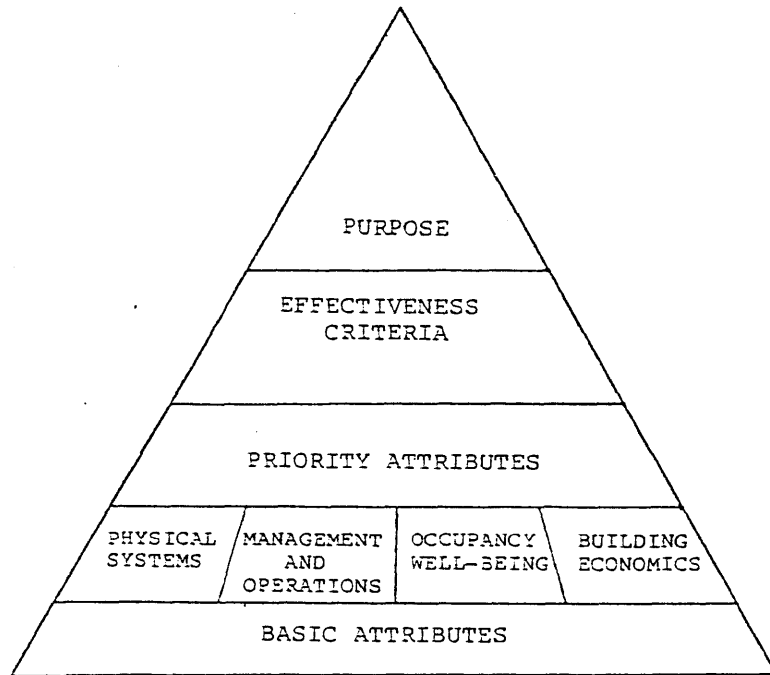 PURPOSE
EFFECTIVENESS
CRITERIA
PRIORITY ATTRIBUTES
PHYSICAL
SYSTEMS
MANAGEMENT
AND
OPERATIONS
OCCUPANCY
WELL-BEING
BUILDING
ECONOMICS
BASIC ATTRIBUTES